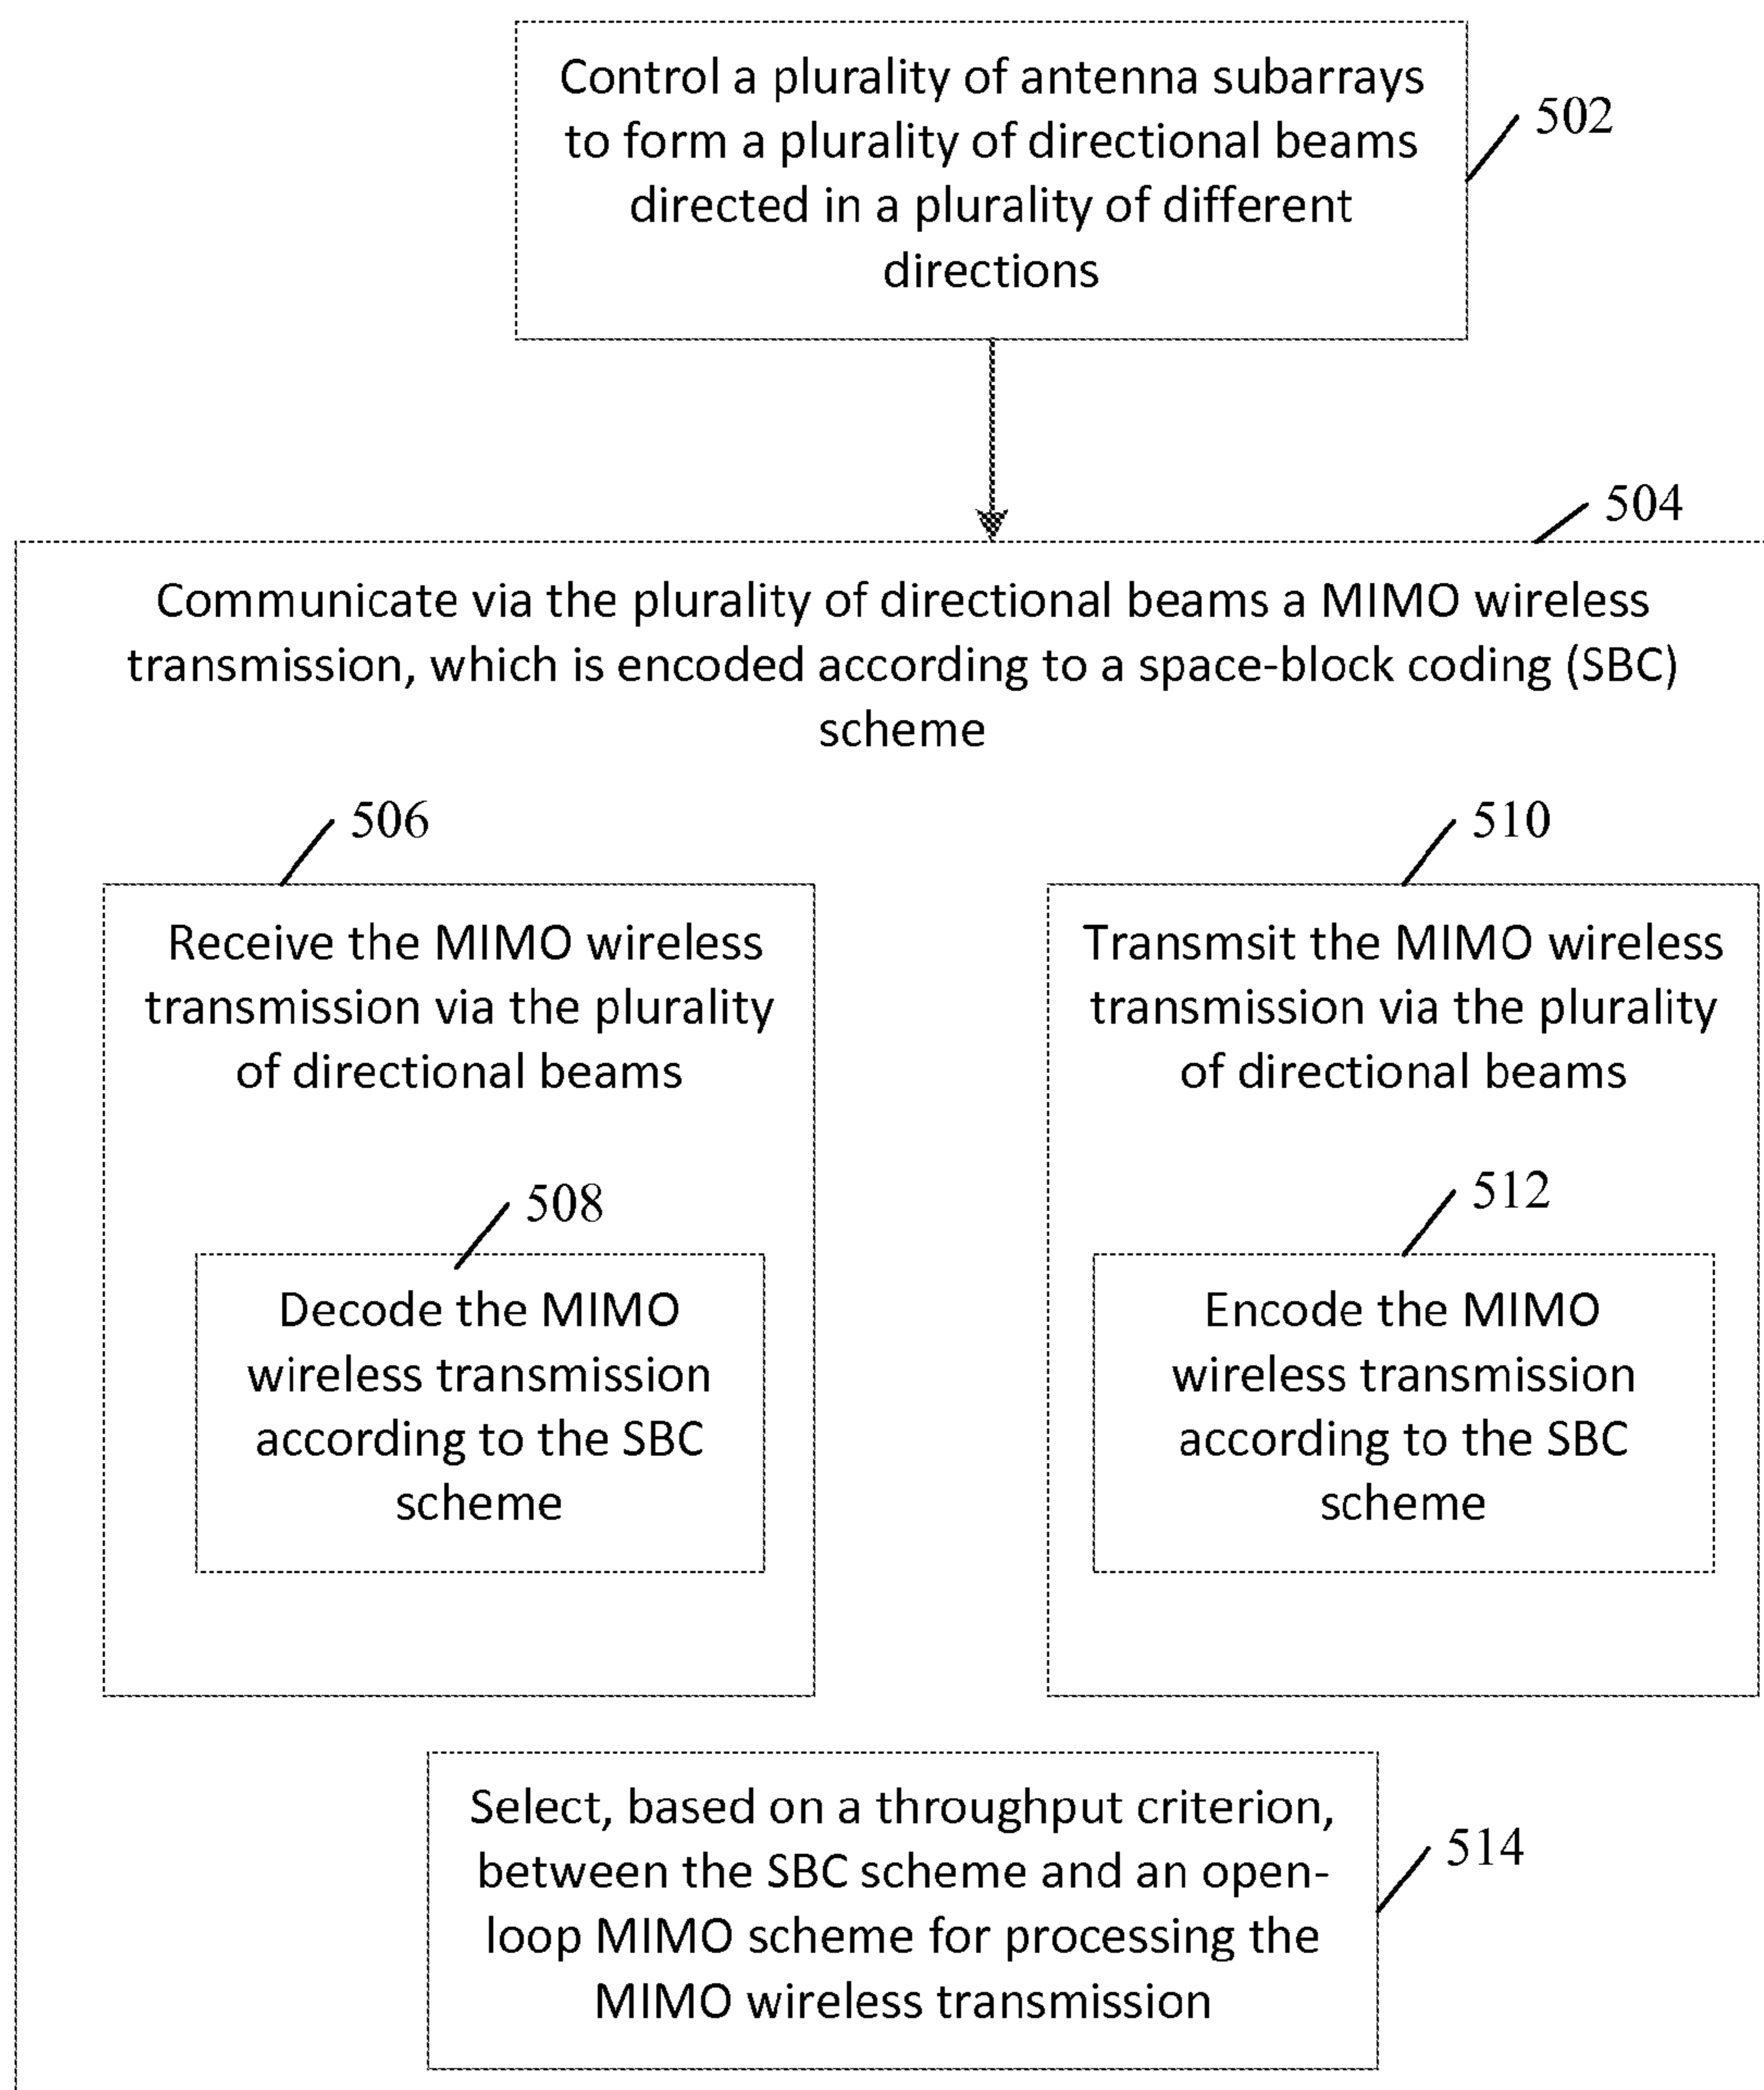 Control a plurality of antenna subarrays
to form a plurality of directional beams
directed in a plurality of different
directions
502
504
Communicate via the plurality of directional beams a MIMO wireless
transmission, which is encoded according to a space-block coding (SBC)
scheme
506
Receive the MIMO wireless
transmission via the plurality
of directional beams
508
Decode the MIMO
wireless transmission
according to the SBC
scheme
510
Transmsit the MIMO wireless
transmission via the plurality
of directional beams
512
Encode the MIMO
wireless transmission
according to the SBC
scheme
Select, based on a throughput criterion,
between the SBC scheme and an open-
loop MIMO scheme for processing the
MIMO wireless transmission
514